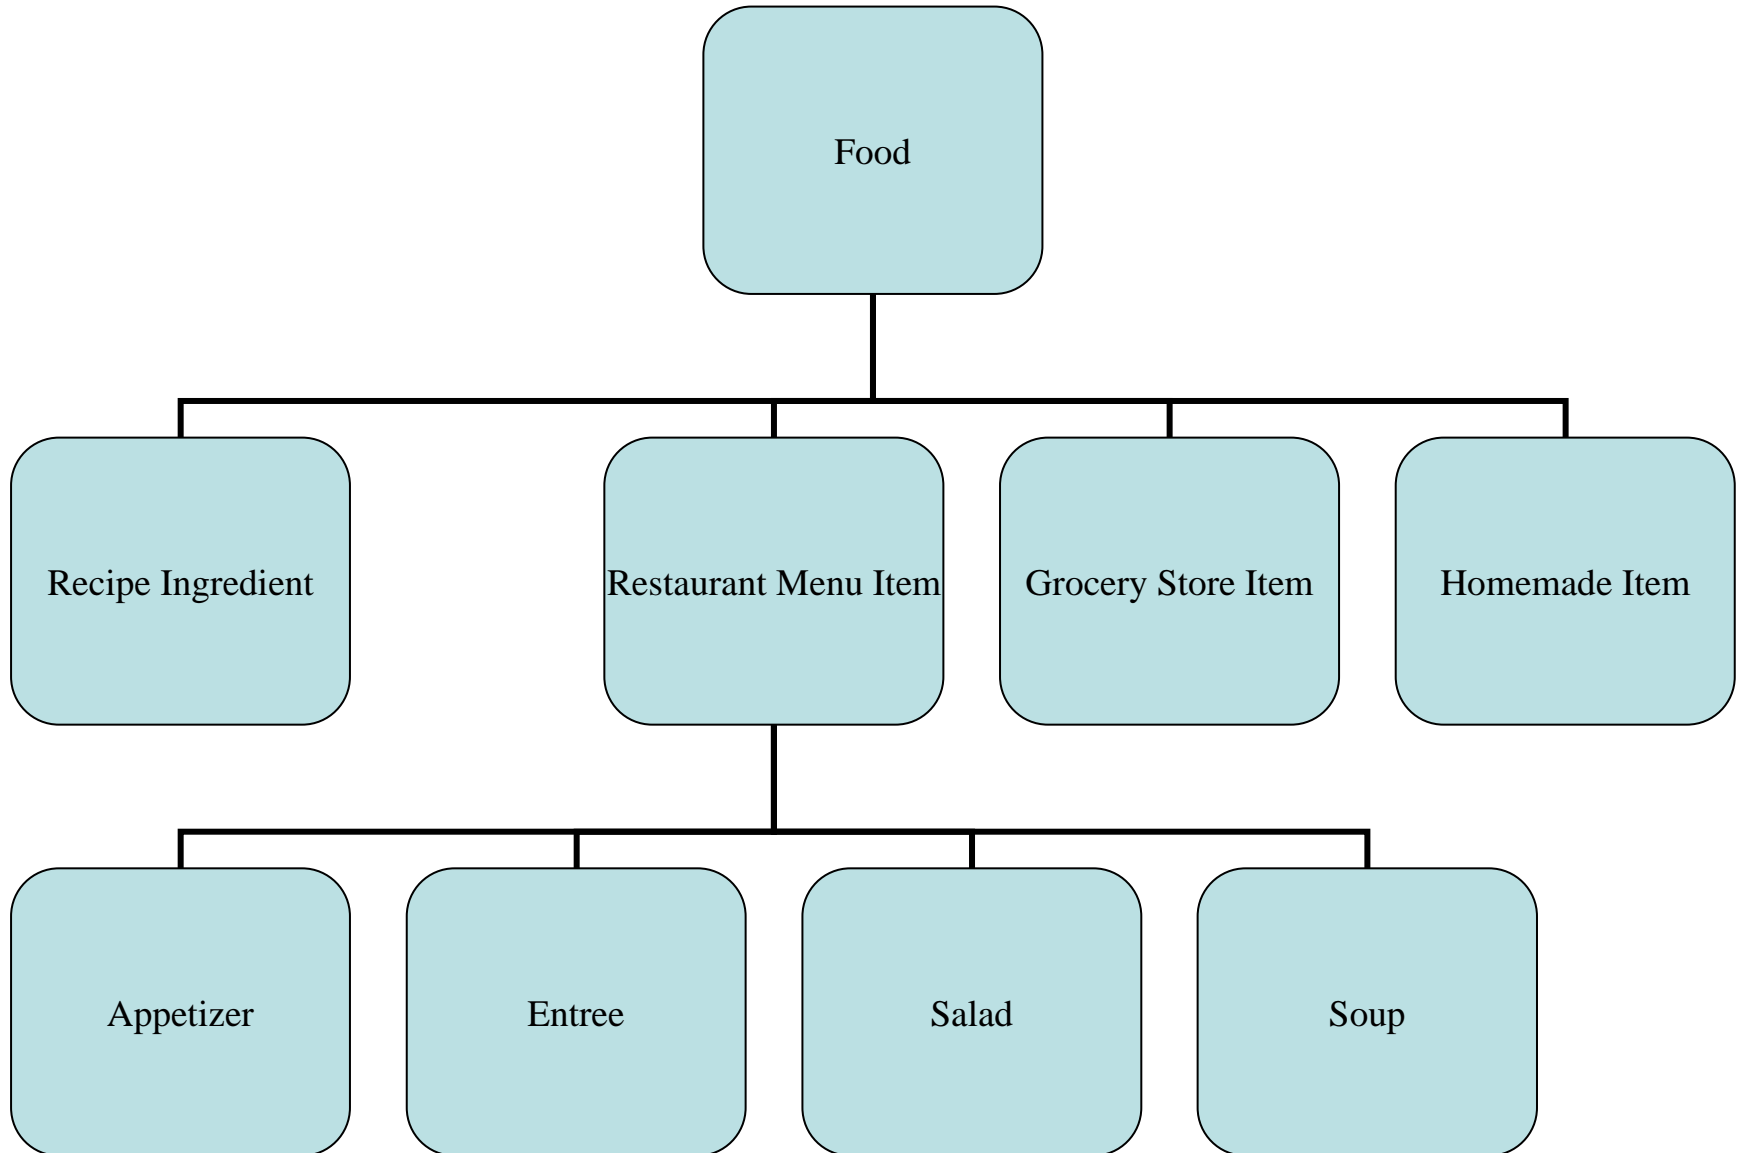 Food
Recipe Ingredient
Restaurant Menu Item
Grocery Store Item
Homemade Item
Appetizer
Entree
Salad
Soup